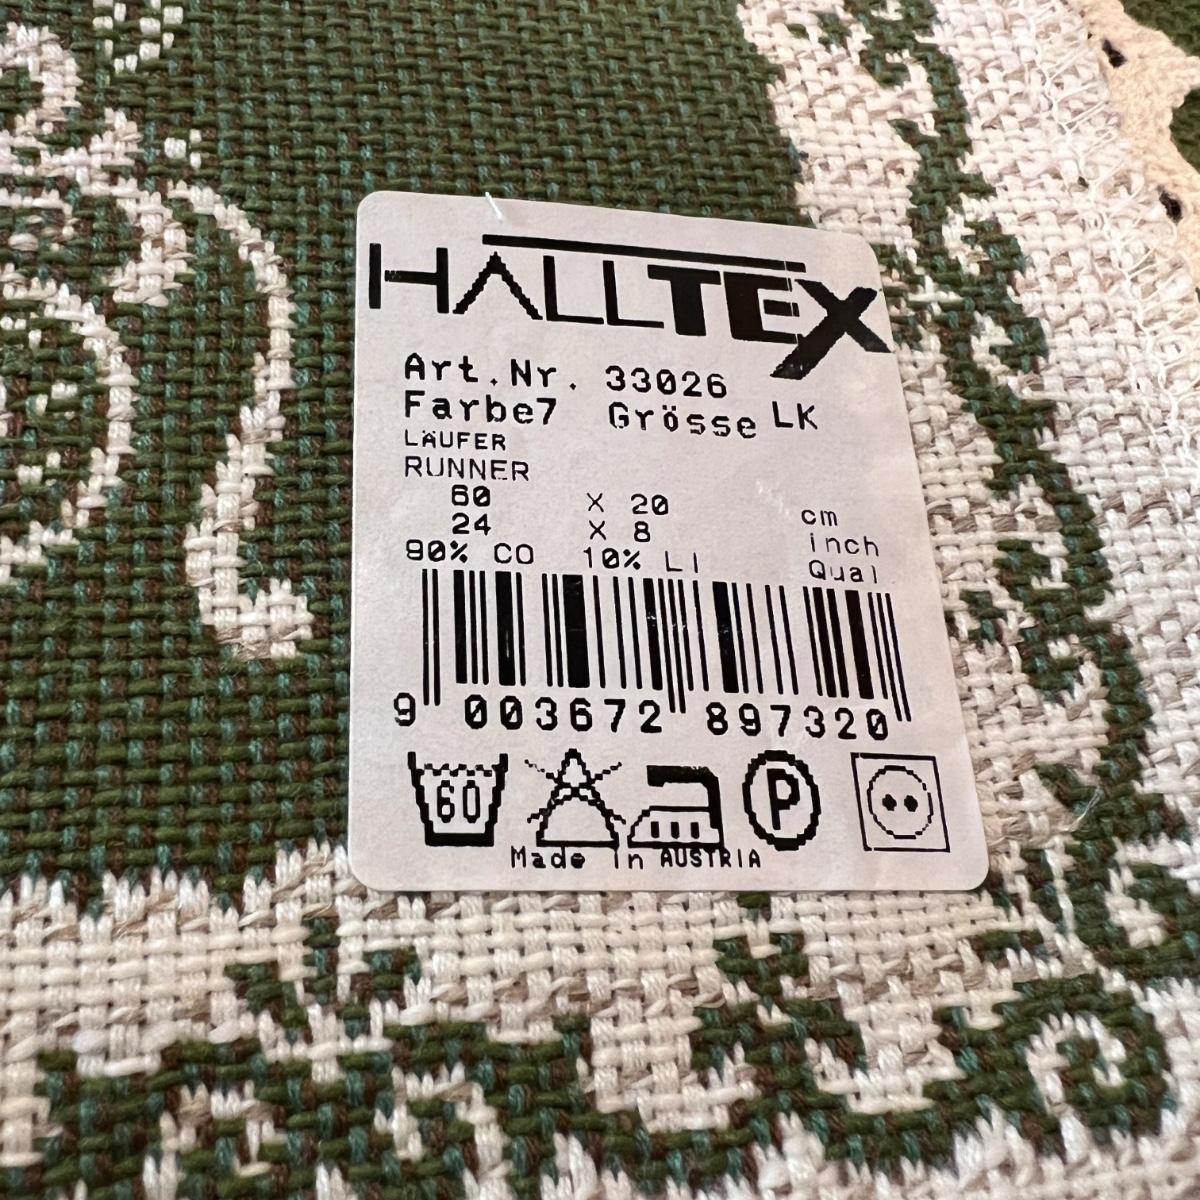 HALLTEX
Art.Nr. 33026
Farbe7 Grösse LK
LÄUFER
RUNNER
60 X 20 cm
24 X 8 inch
90% CO 10% LI Qual
9 003672 897320
60 P
Made in AUSTRIA